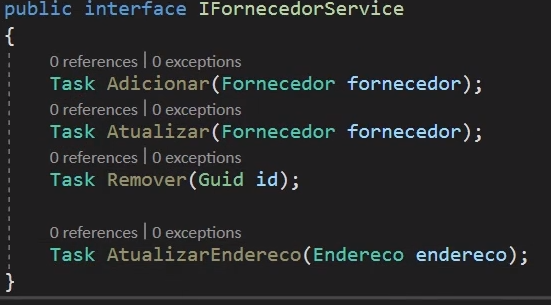 public interface IFornecedorService
{
0 references | 0 exceptions
Task Adicionar(Fornecedor fornecedor);
0 references | 0 exceptions
Task Atualizar(Fornecedor fornecedor);
0 references | 0 exceptions
Task Remover(Guid id);
0 references | 0 exceptions
Task AtualizarEndereco(Endereco endereco);
}